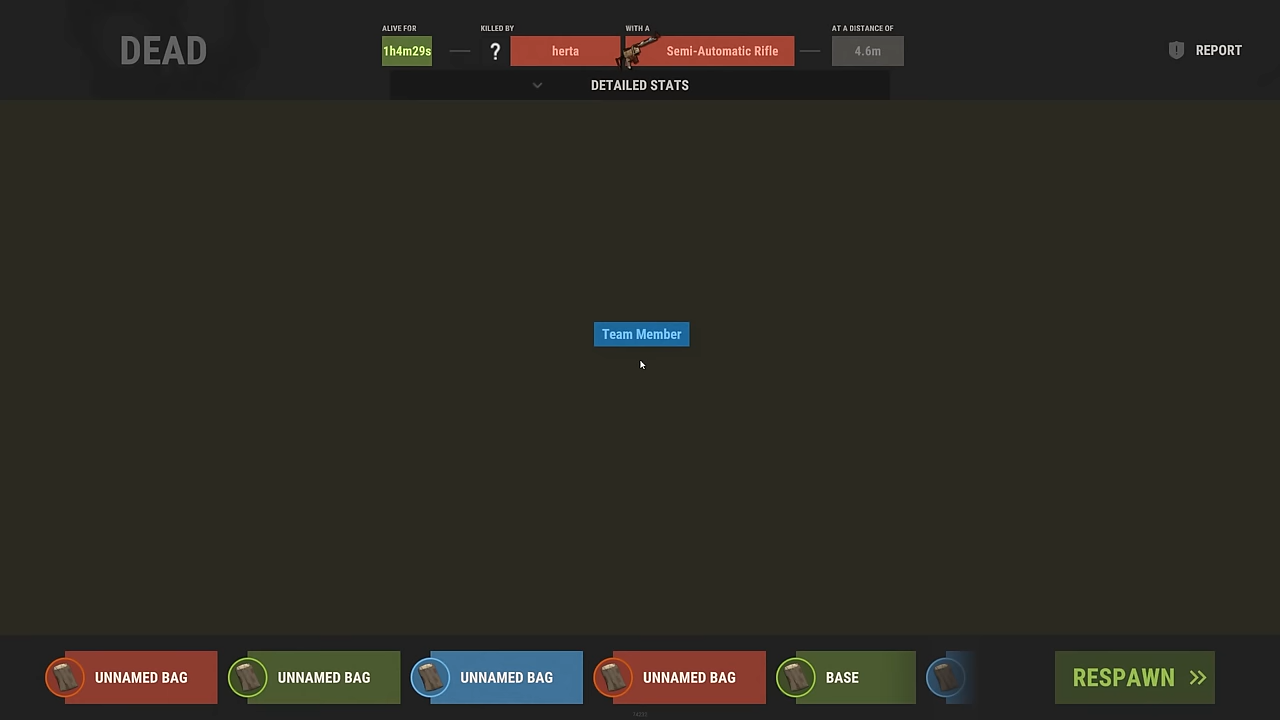 DEAD
ALIVE FOR
1h4m29s
KILLED BY
?
herta
WITH A
Semi-Automatic Rifle
AT A DISTANCE OF
4.6m
REPORT
DETAILED STATS
Team Member
UNNAMED BAG
UNNAMED BAG
UNNAMED BAG
UNNAMED BAG
BASE
RESPAWN